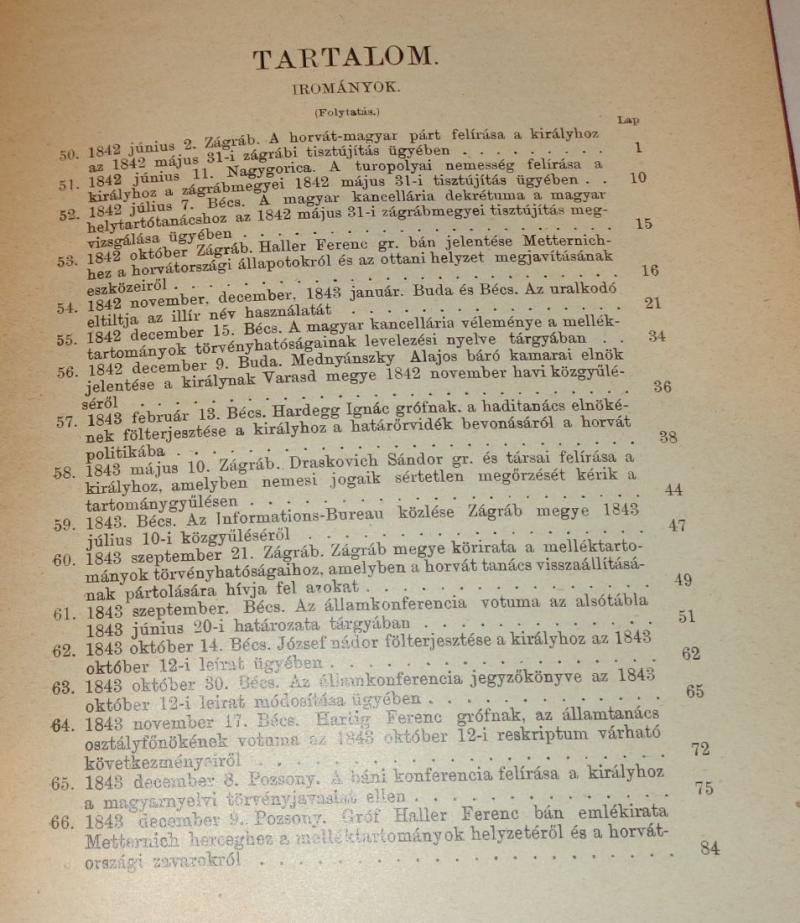 TARTALOM.
IROMÁNYOK.
(Folytatás.)
Lap
50. 1842 június 2. Zágráb. A horvát-magyar párt felírása a királyhoz
az 1842 május 31-i zágrábi tisztújítás ügyében . . . . . . . . . 1
51. 1842 június 11. Nagygorica. A turopolyai nemesség felírása a
királyhoz a zágrábmegyei 1842 május 31-i tisztújítás ügyében . . 10
52. 1842 július 7. Bécs. A magyar kancellária dekrétuma a magyar
helytartótanácshoz az 1842 május 31-i zágrábmegyei tisztújítás meg-
vizsgálása ügyében . . . . . . . . . . . . . . . . 15
53. 1842 október Zágráb. Haller Ferenc gr. bán jelentése Metternich-
hez a horvátországi állapotokról és az ottani helyzet megjavításának
eszközeiről . . . . . . . . . . . . . . . . . . . 16
54. 1842 november, december, 1843 január. Buda és Bécs. Az uralkodó
eltiltja az illír név használatát . . . . . . . . . . . . 21
55. 1842 december 15. Bécs. A magyar kancellária véleménye a mellék-
tartományok törvényhatóságainak levelezési nyelve tárgyában . . 34
56. 1842 december 9. Buda. Mednyánszky Alajos báró kamarai elnök
jelentése a királynak Varasd megye 1842 november havi közgyűlé-
séről . . . . . . . . . . . . . . . . . . . . . . 36
57. 1843 február 13. Bécs. Hardegg Ignác grófnak, a haditanács elnöké-
nek fölterjesztése a királyhoz a határőrvidék bevonásáról a horvát
politikába . . . . . . . . . . . . . . . . . . . . 38
58. 1843 május 10. Zágráb. Draskovich Sándor gr. és társai felírása a
királyhoz, amelyben nemesi jogaik sértetlen megőrzését kérik a
tartománygyűlésen . . . . . . . . . . . . . . . . . 44
59. 1843. Bécs. Az Informations-Bureau közlése Zágráb megye 1843
július 10-i közgyűléséről . . . . . . . . . . . . . . 47
60. 1843 szeptember 21. Zágráb. Zágráb megye körirata a melléktarto-
mányok törvényhatóságaihoz, amelyben a horvát tanács visszaállításá-
nak pártolására hívja fel azokat . . . . . . . . . . . . 49
61. 1843 szeptember. Bécs. Az államkonferencia votuma az alsótábla
1843 június 20-i határozata tárgyában . . . . . . . . . . 51
62. 1843 október 14. Bécs. József nádor fölterjesztése a királyhoz az 1843
október 12-i leírat ügyében . . . . . . . . . . . . . . 62
63. 1843 október 30. Bécs. Az államkonferencia jegyzőkönyve az 1843
október 12-i leirat módosítása ügyében . . . . . . . . . . 65
64. 1843 november 17. Bécs. Hartig Ferenc grófnak, az államtanács
osztályfőnökének votuma az 1843 október 12-i reskriptum várható
következményeiről . . . . . . . . . . . . . . . . . 72
65. 1843 december 8. Pozsony. A báni konferencia felírása a királyhoz
a magyarnyelvi törvényjavaslat ellen . . . . . . . . . . . 75
66. 1843 december 9. Pozsony. Gróf Haller Ferenc bán emlékirata
Metternich herceghez a melléktartományok helyzetéről és a horvát-
országi zavarokról . . . . . . . . . . . . . . . . . 84